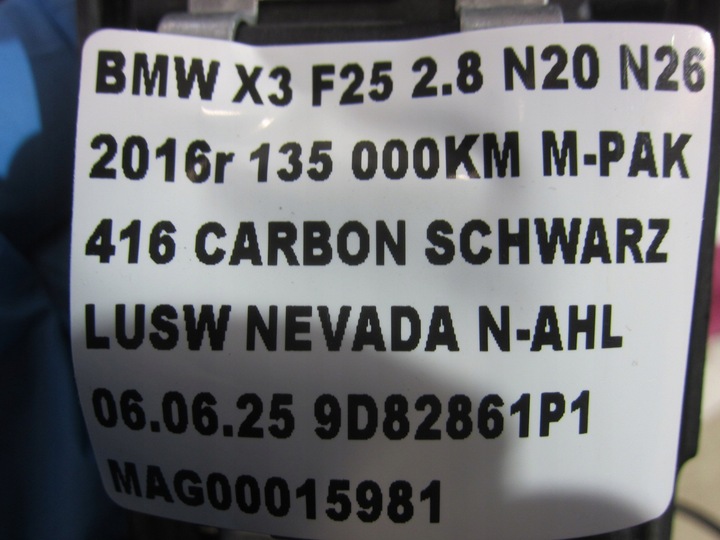 BMW X3 F25 2.8 N20 N26
2016r 135 000KM M-PAK
416 CARBON SCHWARZ
LUSW NEVADA N-AHL
06.06.25 9D82861P1
MAG00015981